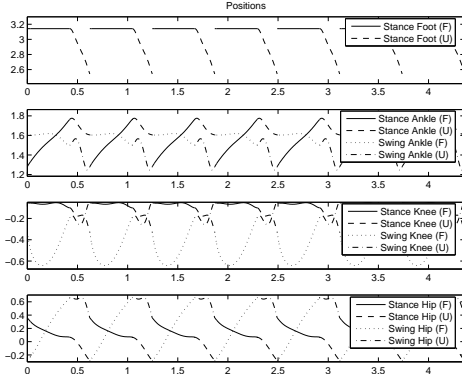 Positions
3.2
3
2.8
2.6
Stance Foot (F)
Stance Foot (U)
0 0.5 1 1.5 2 2.5 3 3.5 4
1.8
1.6
1.4
1.2
Stance Ankle (F)
Stance Ankle (U)
Swing Ankle (F)
Swing Ankle (U)
0 0.5 1 1.5 2 2.5 3 3.5 4
−0.2
−0.4
−0.6
Stance Knee (F)
Stance Knee (U)
Swing Knee (F)
Swing Knee (U)
0 0.5 1 1.5 2 2.5 3 3.5 4
0.6
0.4
0.2
0
−0.2
Stance Hip (F)
Stance Hip (U)
Swing Hip (F)
Swing Hip (U)
0 0.5 1 1.5 2 2.5 3 3.5 4